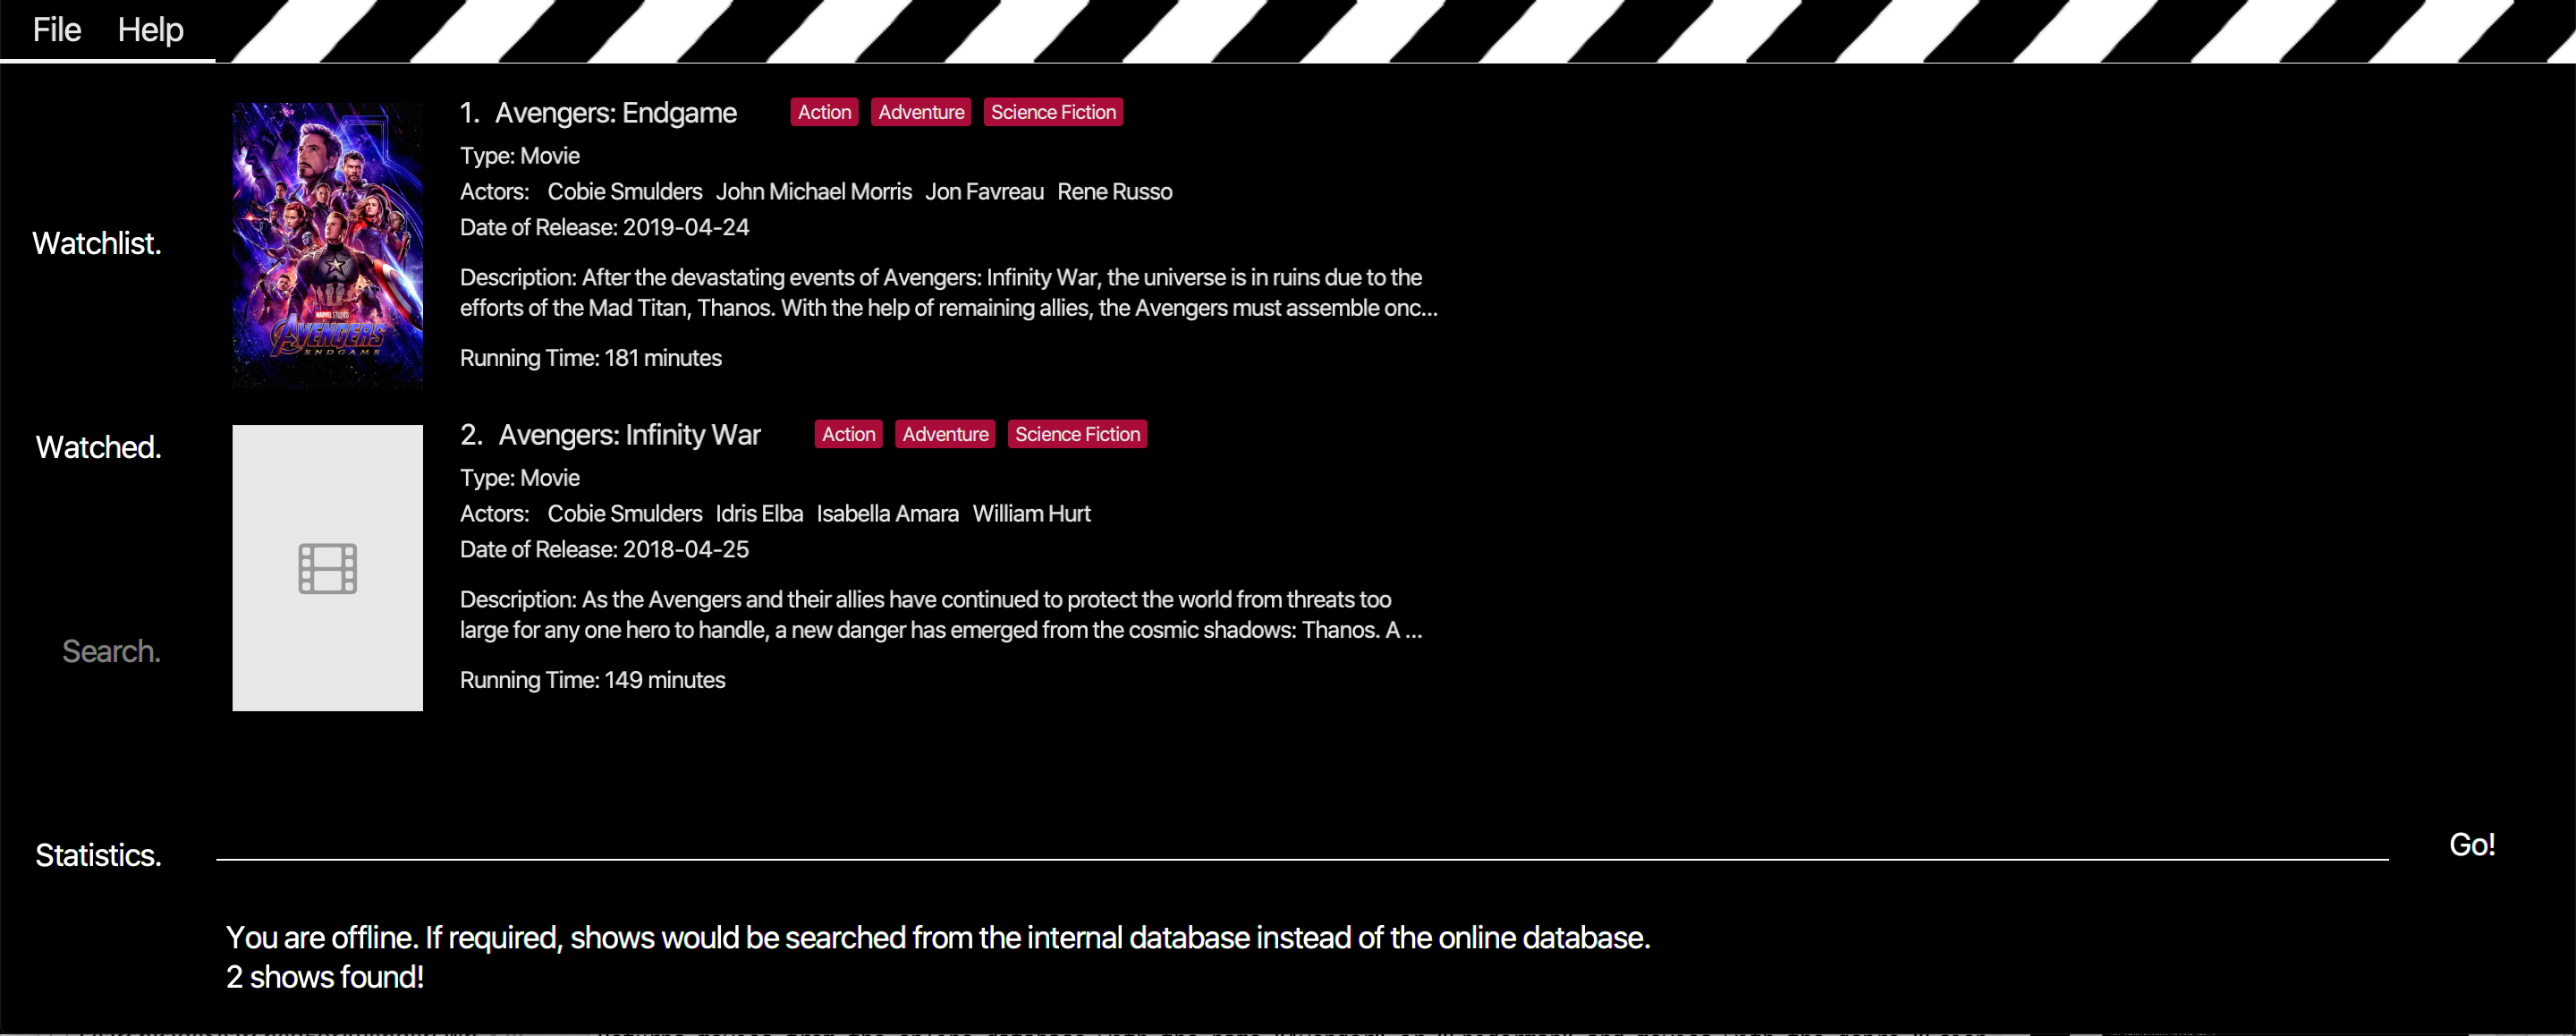 File Help
Watchlist.
Watched.
Search.
Statistics.
MARVEL STUDIOS
AVENGERS
ENDGAME
1. Avengers: Endgame Action Adventure Science Fiction
Type: Movie
Actors: Cobie Smulders John Michael Morris Jon Favreau Rene Russo
Date of Release: 2019-04-24
Description: After the devastating events of Avengers: Infinity War, the universe is in ruins due to the
efforts of the Mad Titan, Thanos. With the help of remaining allies, the Avengers must assemble onc...
Running Time: 181 minutes
2. Avengers: Infinity War Action Adventure Science Fiction
Type: Movie
Actors: Cobie Smulders Idris Elba Isabella Amara William Hurt
Date of Release: 2018-04-25
Description: As the Avengers and their allies have continued to protect the world from threats too
large for any one hero to handle, a new danger has emerged from the cosmic shadows: Thanos. A ...
Running Time: 149 minutes
Go!
You are offline. If required, shows would be searched from the internal database instead of the online database.
2 shows found!